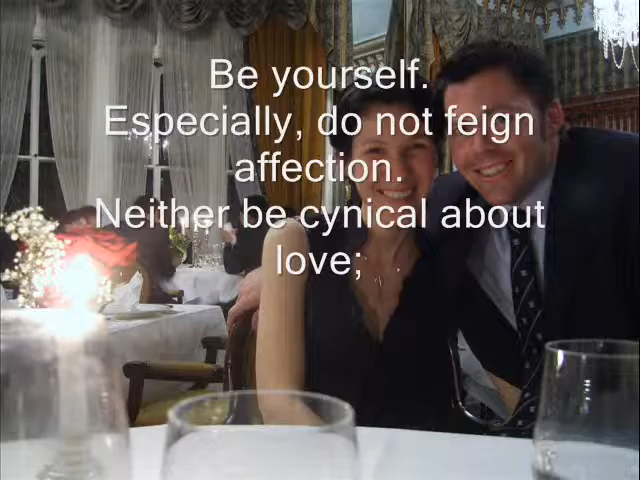 Be yourself.
Especially, do not feign
affection.
Neither be cynical about
love;